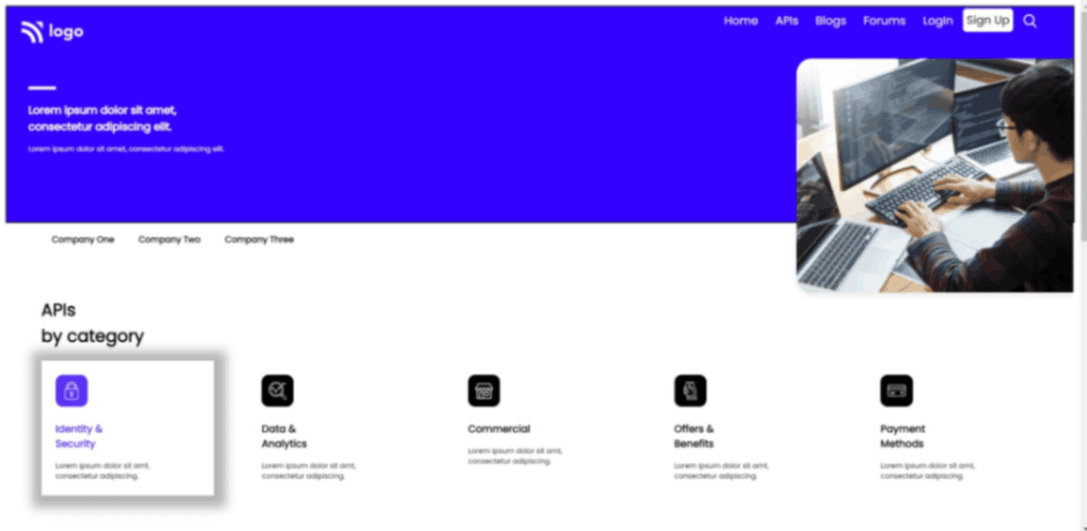 logo
Home APIs Blogs Forums LogIn Sign Up
Lorem ipsum dolor sit amet,
consectetur adipiscing elit.
Lorem ipsum dolor sit amet, consectetur adipiscing elit.
Company One Company Two Company Three
APIs
by category
Identity &
Security
Lorem ipsum dolor sit amt,
consectetur adipiscing.
Data &
Analytics
Lorem ipsum dolor sit amt,
consectetur adipiscing.
Commercial
Lorem ipsum dolor sit amt,
consectetur adipiscing.
Offers &
Benefits
Lorem ipsum dolor sit amt,
consectetur adipiscing.
Payment
Methods
Lorem ipsum dolor sit amt,
consectetur adipiscing.